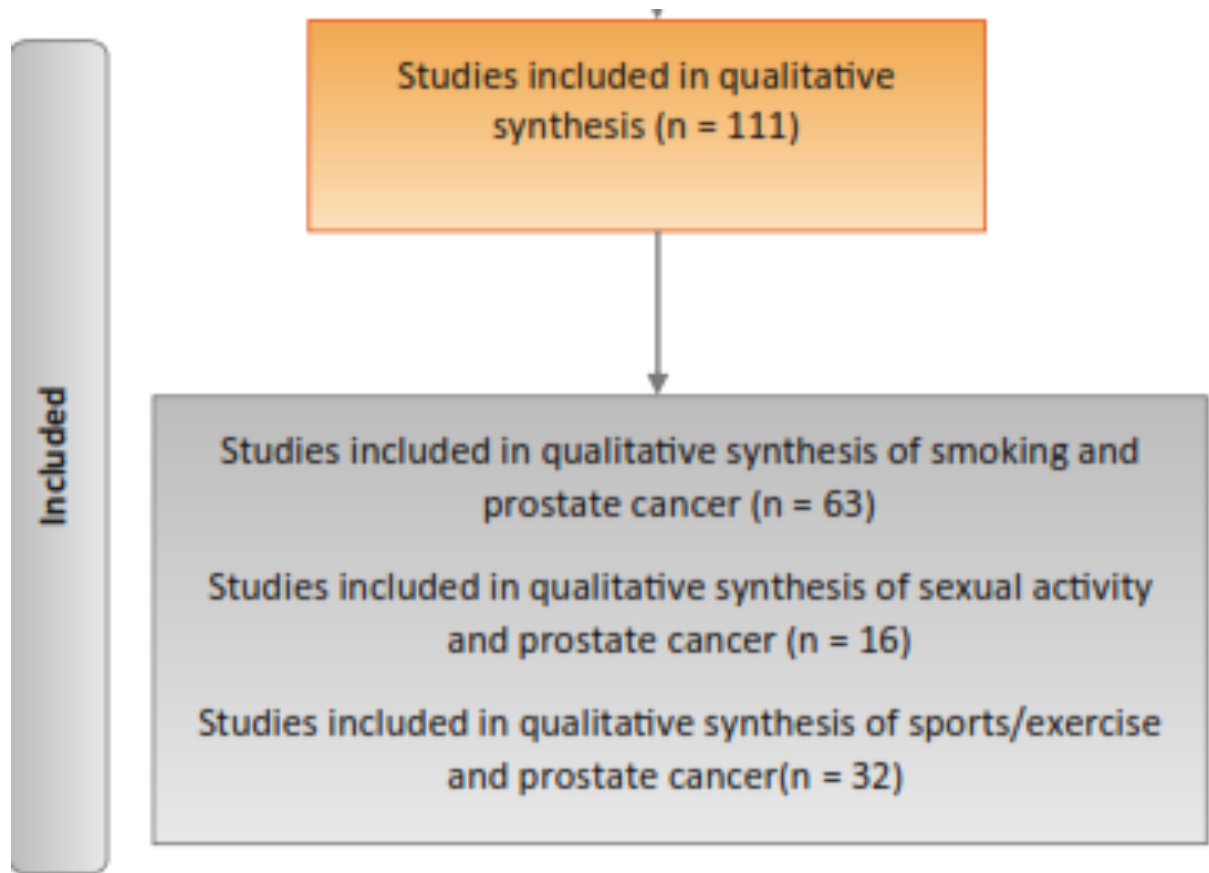 Studies included in qualitative
synthesis (n = 111)
Included
Studies included in qualitative synthesis of smoking and
prostate cancer (n = 63)
Studies included in qualitative synthesis of sexual activity
and prostate cancer (n = 16)
Studies included in qualitative synthesis of sports/exercise
and prostate cancer(n = 32)